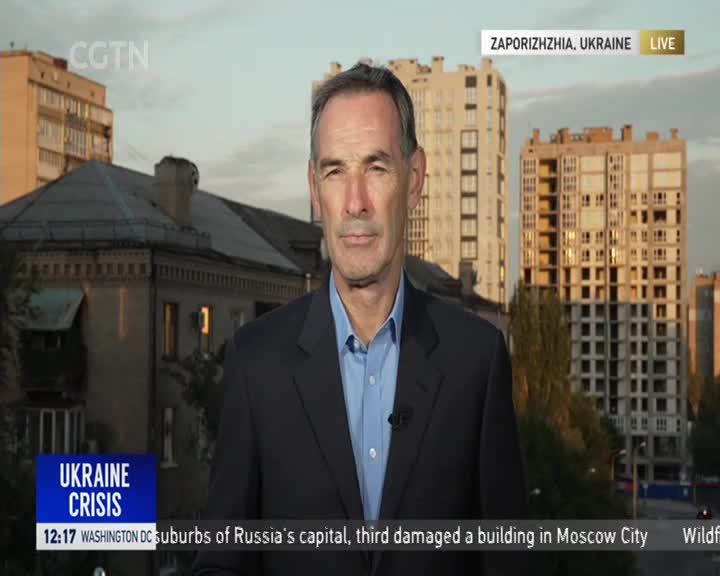 CGTN
ZAPORIZHZHIA, UKRAINE LIVE
UKRAINE
CRISIS
12:17 WASHINGTON DC suburbs of Russia's capital, third damaged a building in Moscow City Wildf